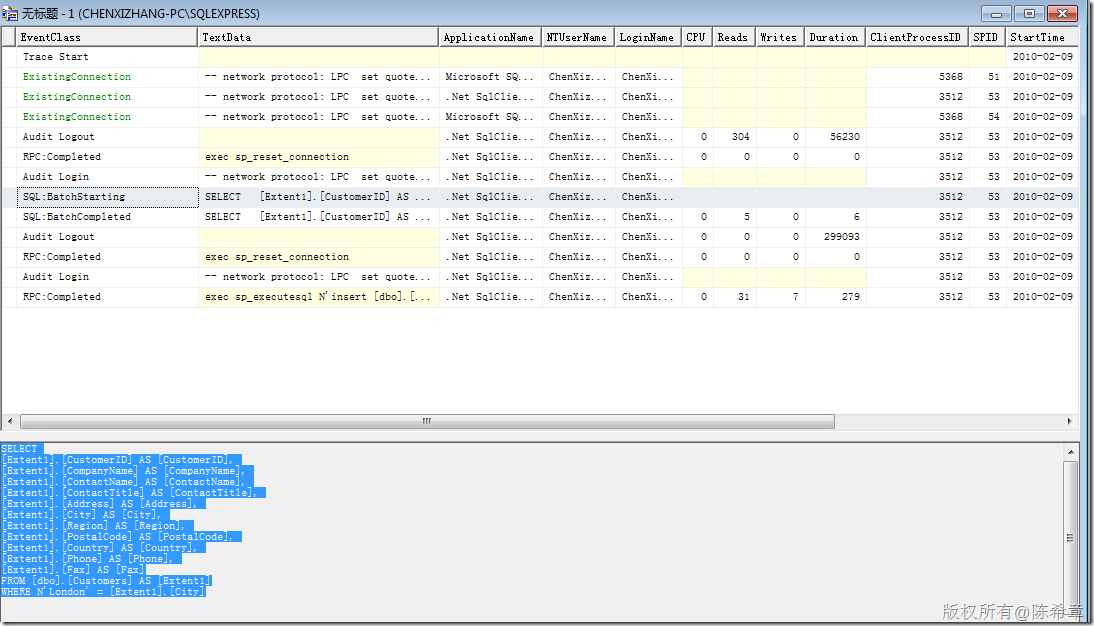 无标题 - 1 (CHENXIZHANG-PC\SQLEXPRESS)
EventClass TextData ApplicationName NTUserName LoginName CPU Reads Writes Duration ClientProcessID SPID StartTime
Trace Start 2010-02-09
ExistingConnection -- network protocol: LPC set quote... Microsoft SQ... ChenXiz... ChenXi... 5368 51 2010-02-09
ExistingConnection -- network protocol: LPC set quote... .Net SqlClie... ChenXiz... ChenXi... 3512 53 2010-02-09
ExistingConnection -- network protocol: LPC set quote... Microsoft SQ... ChenXiz... ChenXi... 5368 54 2010-02-09
Audit Logout .Net SqlClie... ChenXiz... ChenXi... 0 304 0 56230 3512 53 2010-02-09
RPC:Completed exec sp_reset_connection .Net SqlClie... ChenXiz... ChenXi... 0 0 0 0 3512 53 2010-02-09
Audit Login -- network protocol: LPC set quote... .Net SqlClie... ChenXiz... ChenXi... 3512 53 2010-02-09
SQL:BatchStarting SELECT [Extent1].[CustomerID] AS ... .Net SqlClie... ChenXiz... ChenXi... 3512 53 2010-02-09
SQL:BatchCompleted SELECT [Extent1].[CustomerID] AS ... .Net SqlClie... ChenXiz... ChenXi... 0 5 0 6 3512 53 2010-02-09
Audit Logout .Net SqlClie... ChenXiz... ChenXi... 0 0 0 299093 3512 53 2010-02-09
RPC:Completed exec sp_reset_connection .Net SqlClie... ChenXiz... ChenXi... 0 0 0 0 3512 53 2010-02-09
Audit Login -- network protocol: LPC set quote... .Net SqlClie... ChenXiz... ChenXi... 3512 53 2010-02-09
RPC:Completed exec sp_executesql N'insert [dbo].[... .Net SqlClie... ChenXiz... ChenXi... 0 31 7 279 3512 53 2010-02-09
SELECT
[Extent1].[CustomerID] AS [CustomerID],
[Extent1].[CompanyName] AS [CompanyName],
[Extent1].[ContactName] AS [ContactName],
[Extent1].[ContactTitle] AS [ContactTitle],
[Extent1].[Address] AS [Address],
[Extent1].[City] AS [City],
[Extent1].[Region] AS [Region],
[Extent1].[PostalCode] AS [PostalCode],
[Extent1].[Country] AS [Country],
[Extent1].[Phone] AS [Phone],
[Extent1].[Fax] AS [Fax]
FROM [dbo].[Customers] AS [Extent1]
WHERE N'London' = [Extent1].[City]
版权所有@陈希章